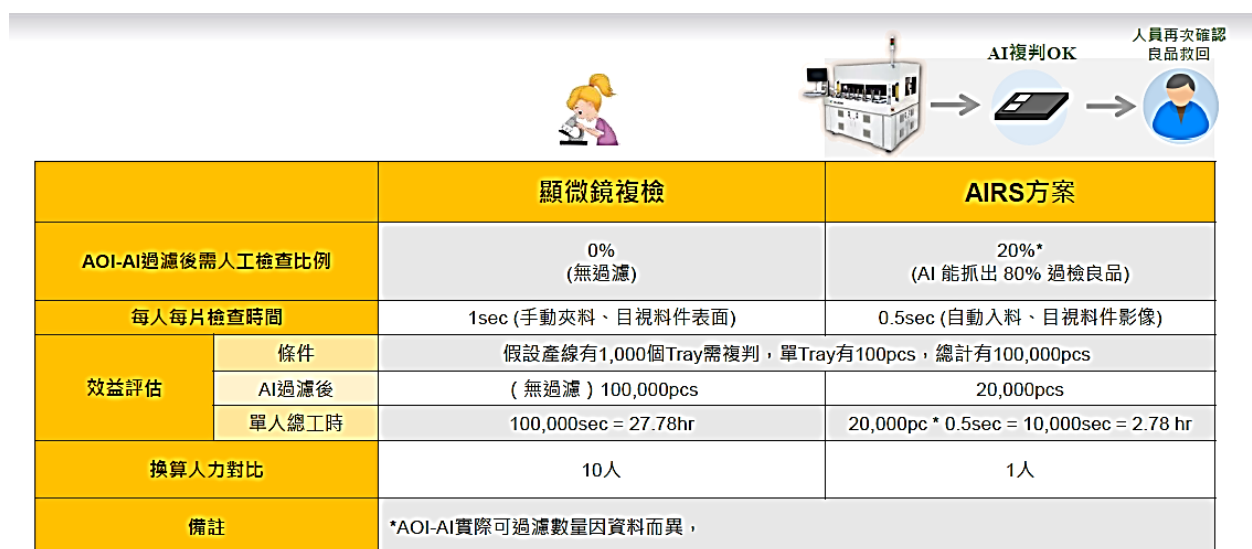 人員再次確認
良品救回
AI複判OK
顯微鏡複檢
AIRS方案
AOI-AI過濾後需人工檢查比例
0%
(無過濾)
20%*
(AI 能抓出 80% 過檢良品)
每人每片檢查時間
1sec (手動夾料、目視料件表面)
0.5sec (自動入料、目視料件影像)
效益評估
條件
假設產線有1,000個Tray需複判，單Tray有100pcs，總計有100,000pcs
AI過濾後
（無過濾）100,000pcs
20,000pcs
單人總工時
100,000sec = 27.78hr
20,000pc * 0.5sec = 10,000sec = 2.78 hr
換算人力對比
10人
1人
備註
*AOI-AI實際可過濾數量因資料而異，